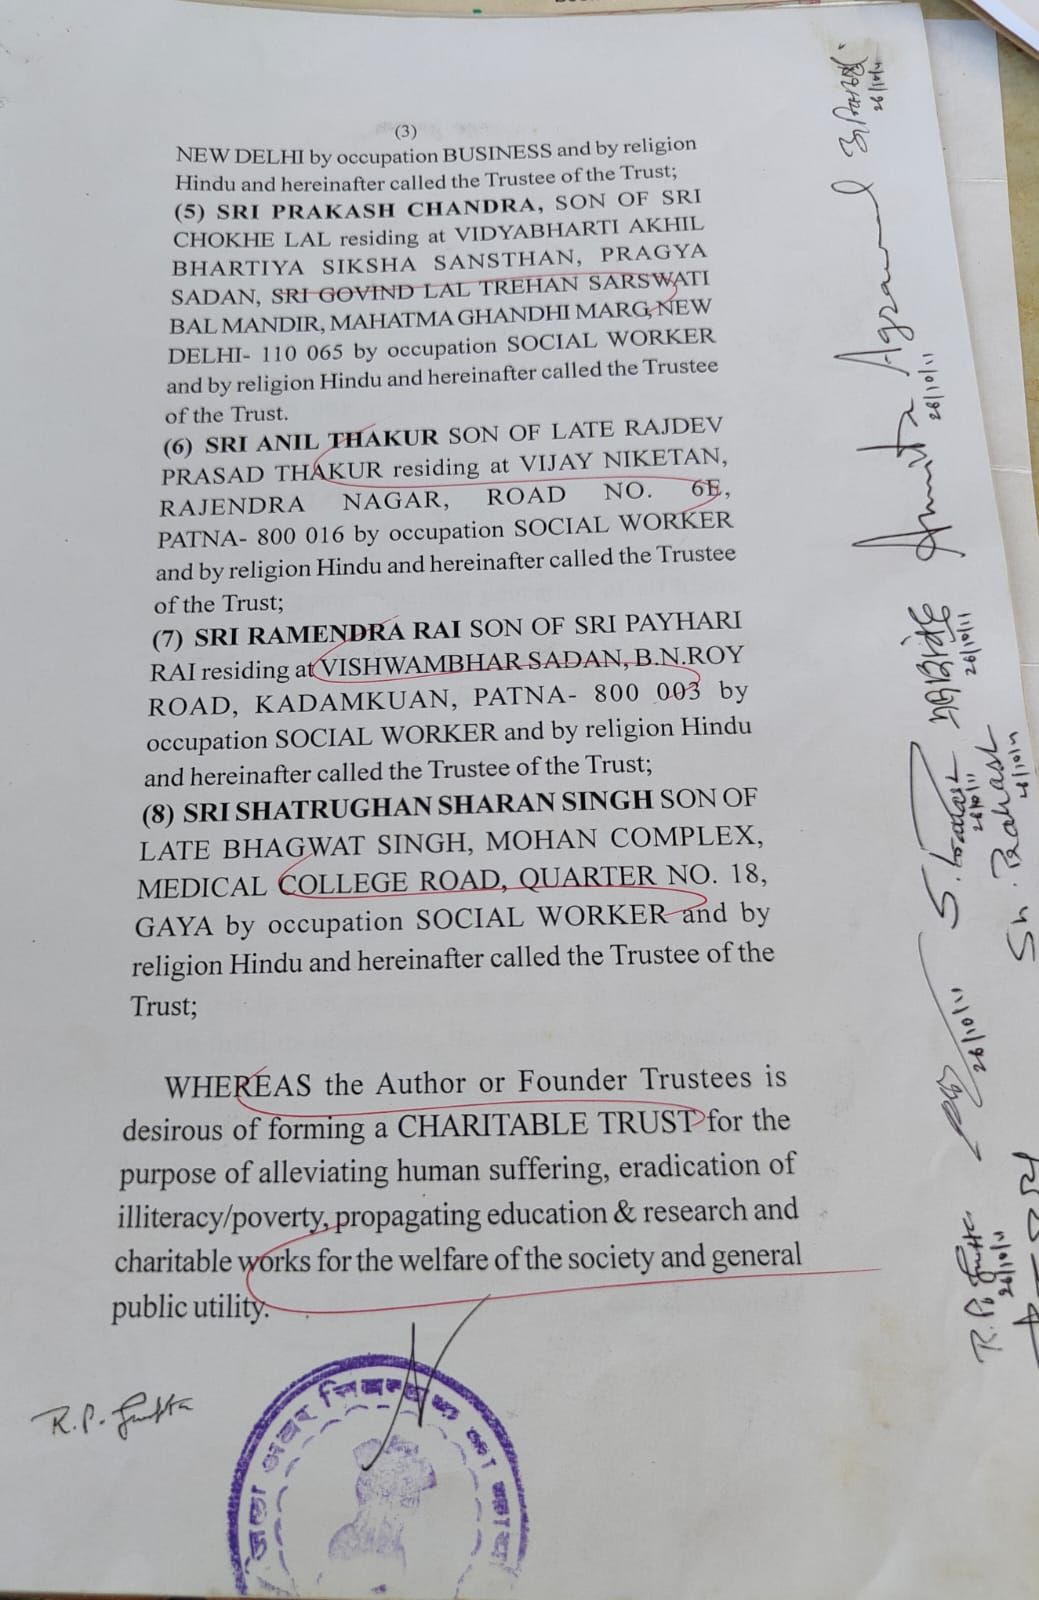 (3)
NEW DELHI by occupation BUSINESS and by religion
Hindu and hereinafter called the Trustee of the Trust;
(5) SRI PRAKASH CHANDRA, SON OF SRI
CHOKHE LAL residing at VIDYABHARTI AKHIL
BHARTIYA SIKSHA SANSTHAN, PRAGYA
SADAN, SRI GOVIND LAL TREHAN SARSWATI
BAL MANDIR, MAHATMA GHANDHI MARG, NEW
DELHI- 110 065 by occupation SOCIAL WORKER
and by religion Hindu and hereinafter called the Trustee
of the Trust.
(6) SRI ANIL THAKUR SON OF LATE RAJDEV
PRASAD THAKUR residing at VIJAY NIKETAN,
RAJENDRA NAGAR, ROAD NO. 6E,
PATNA- 800 016 by occupation SOCIAL WORKER
and by religion Hindu and hereinafter called the Trustee
of the Trust;
(7) SRI RAMENDRA RAI SON OF SRI PAYHARI
RAI residing at VISHWAMBHAR SADAN, B.N.ROY
ROAD, KADAMKUAN, PATNA- 800 003 by
occupation SOCIAL WORKER and by religion Hindu
and hereinafter called the Trustee of the Trust;
(8) SRI SHATRUGHAN SHARAN SINGH SON OF
LATE BHAGWAT SINGH, MOHAN COMPLEX,
MEDICAL COLLEGE ROAD, QUARTER NO. 18,
GAYA by occupation SOCIAL WORKER and by
religion Hindu and hereinafter called the Trustee of the
Trust;
WHEREAS the Author or Founder Trustees is
desirous of forming a CHARITABLE TRUST for the
purpose of alleviating human suffering, eradication of
illiteracy/poverty, propagating education & research and
charitable works for the welfare of the society and general
public utility.
R.P. Gupta
जिला अवर निबन्धक का
26/10/11
Amrita Agrawal
26/10/11
26/10/11
26/10/11
Sh. Prakash
26/10/11
26/10/11
R.P. Gupta
26/10/11